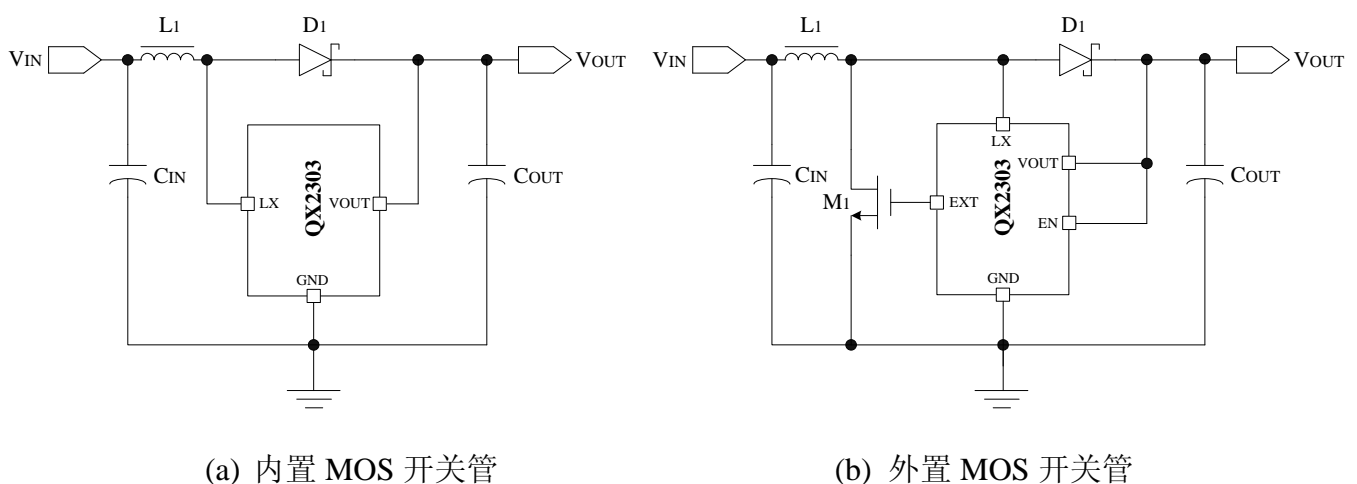 L1
D1
VIN
VOUT
CIN
LX
QX2303
VOUT
COUT
GND
(a) 内置 MOS 开关管
L1
D1
VIN
VOUT
LX
CIN
M1
EXT
QX2303
VOUT
EN
COUT
GND
(b) 外置 MOS 开关管